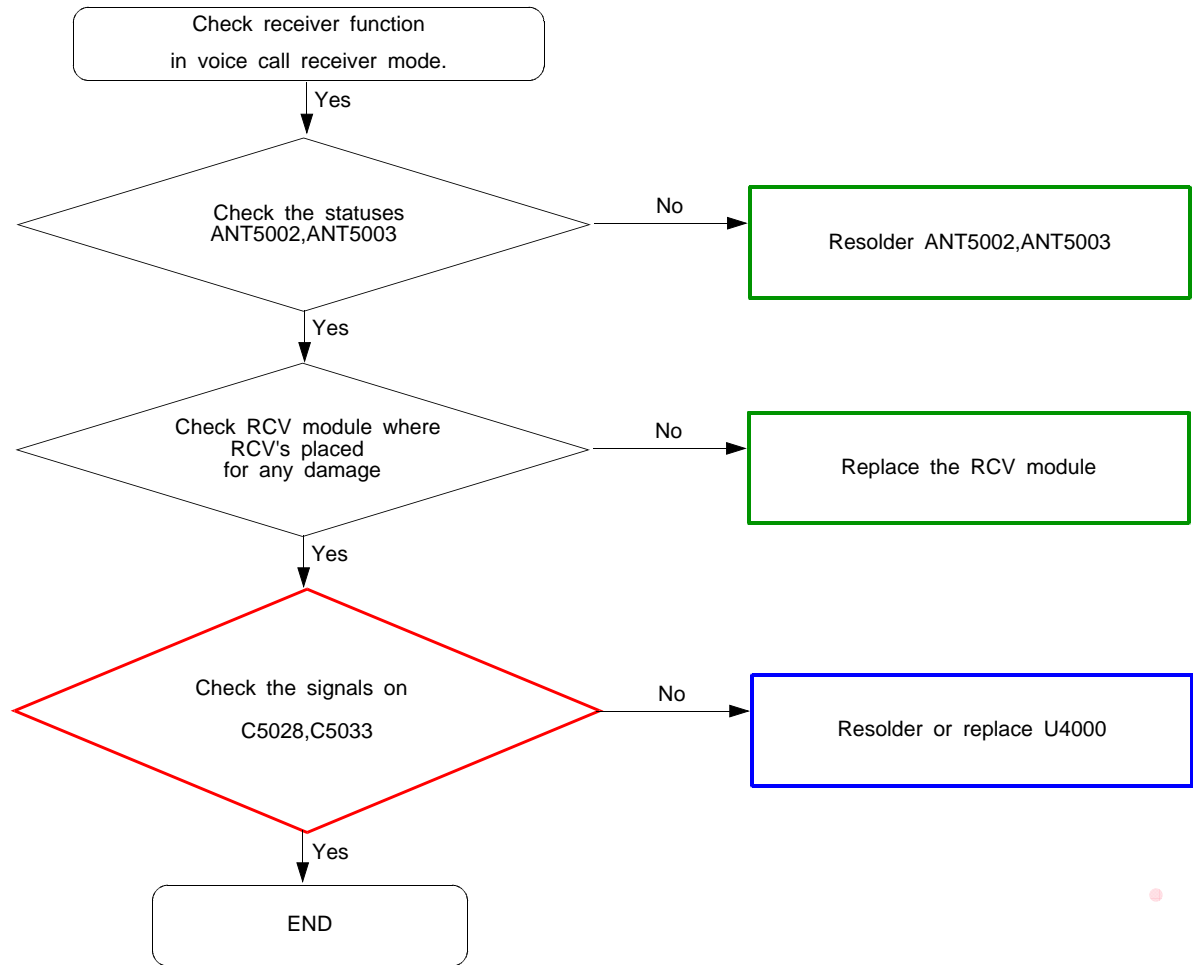 Check receiver function
in voice call receiver mode.
Yes
Check the statuses
ANT5002,ANT5003
No
Resolder ANT5002,ANT5003
Yes
Check RCV module where
RCV's placed
for any damage
No
Replace the RCV module
Yes
Check the signals on
C5028,C5033
No
Resolder or replace U4000
Yes
END